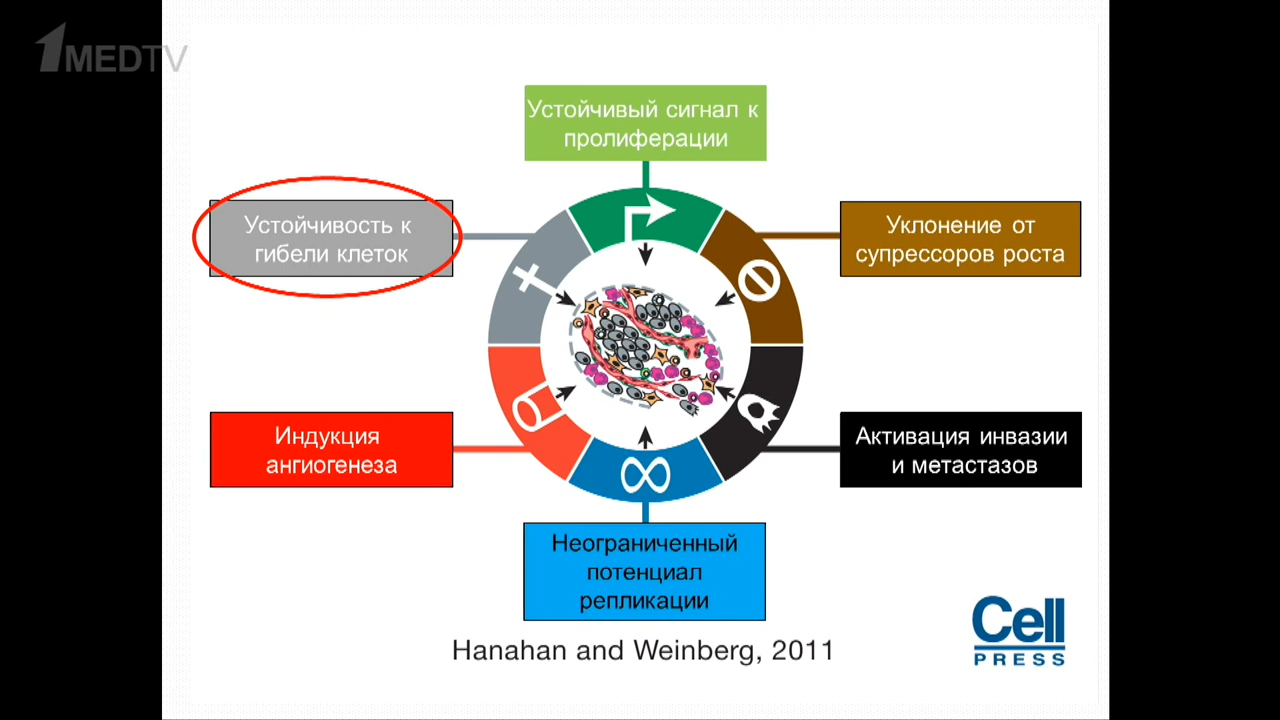 1MEDTV
Устойчивый сигнал к
пролиферации
Устойчивость к
гибели клеток
Уклонение от
супрессоров роста
Индукция
ангиогенеза
Активация инвазии
и метастазов
Неограниченный
потенциал
репликации
Hanahan and Weinberg, 2011
Cell
PRESS